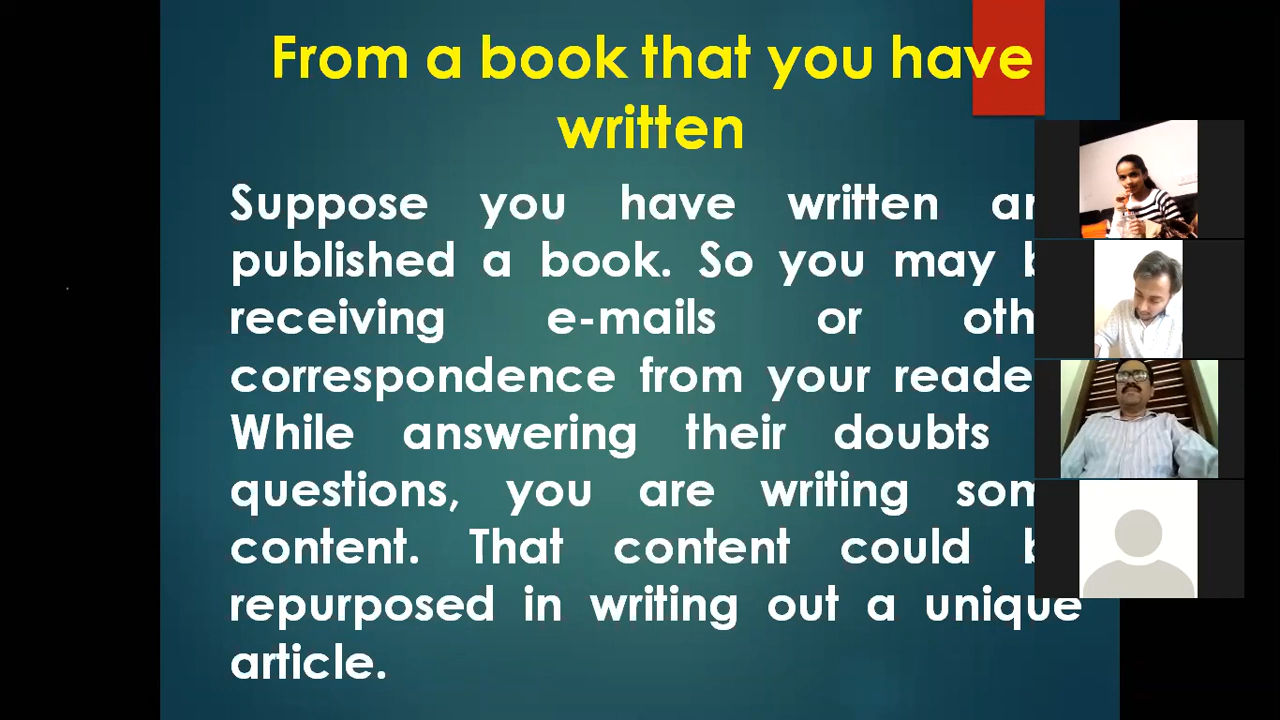 From a book that you have
written
Suppose you have written
published a book. So you may
receiving e-mails or
correspondence from your
While answering their doubts
questions, you are writing
content. That content could
repurposed in writing out a unique
article.